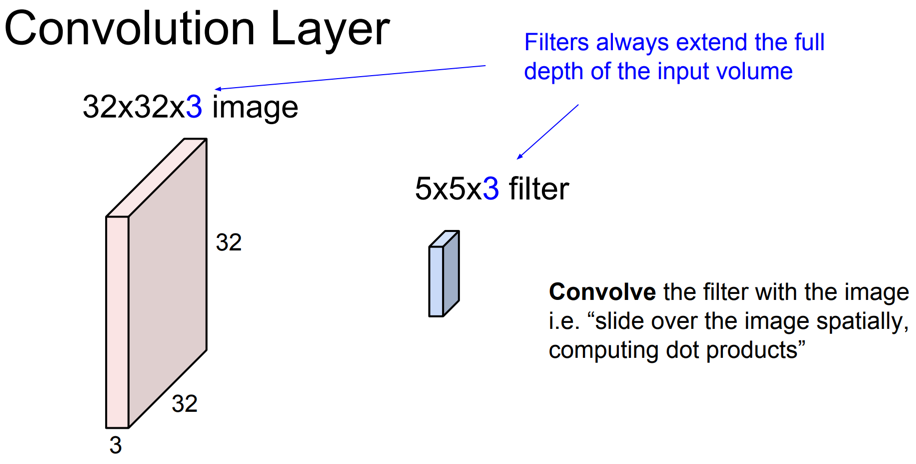 Convolution Layer
Filters always extend the full
depth of the input volume
32x32x3 image
5x5x3 filter
32
32
3
Convolve the filter with the image
i.e. “slide over the image spatially,
computing dot products”